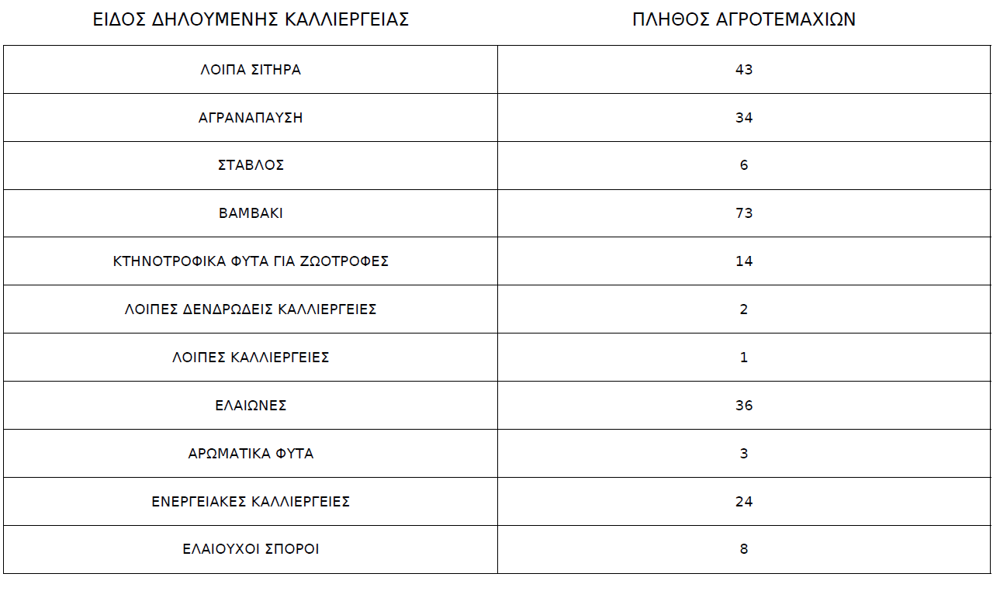 ΕΙΔΟΣ ΔΗΛΟΥΜΕΝΗΣ ΚΑΛΛΙΕΡΓΕΙΑΣ ΠΛΗΘΟΣ ΑΓΡΟΤΕΜΑΧΙΩΝ
ΛΟΙΠΑ ΣΙΤΗΡΑ 43
ΑΓΡΑΝΑΠΑΥΣΗ 34
ΣΤΑΒΛΟΣ 6
ΒΑΜΒΑΚΙ 73
ΚΤΗΝΟΤΡΟΦΙΚΑ ΦΥΤΑ ΓΙΑ ΖΩΟΤΡΟΦΕΣ 14
ΛΟΙΠΕΣ ΔΕΝΔΡΩΔΕΙΣ ΚΑΛΛΙΕΡΓΕΙΕΣ 2
ΛΟΙΠΕΣ ΚΑΛΛΙΕΡΓΕΙΕΣ 1
ΕΛΑΙΩΝΕΣ 36
ΑΡΩΜΑΤΙΚΑ ΦΥΤΑ 3
ΕΝΕΡΓΕΙΑΚΕΣ ΚΑΛΛΙΕΡΓΕΙΕΣ 24
ΕΛΑΙΟΥΧΟΙ ΣΠΟΡΟΙ 8